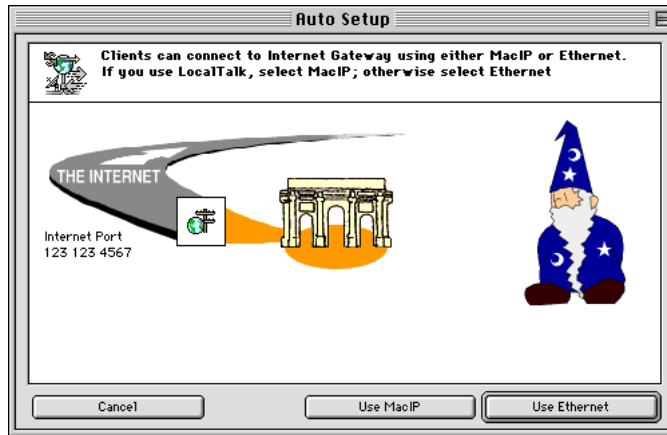 Auto Setup
Clients can connect to Internet Gateway using either MacIP or Ethernet.
If you use LocalTalk, select MacIP; otherwise select Ethernet
THE INTERNET
Internet Port
123 123 4567
Cancel
Use MacIP
Use Ethernet